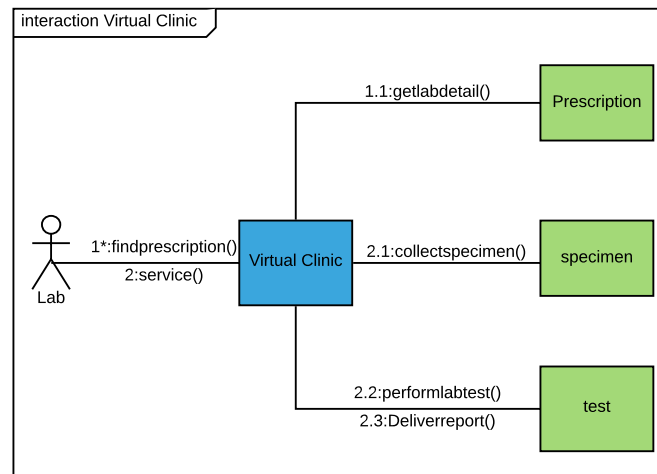 interaction Virtual Clinic
1.1:getlabdetail()
Prescription
1*:findprescription()
2:service()
Lab
Virtual Clinic
2.1:collectspecimen()
specimen
2.2:performlabtest()
2.3:Deliverreport()
test